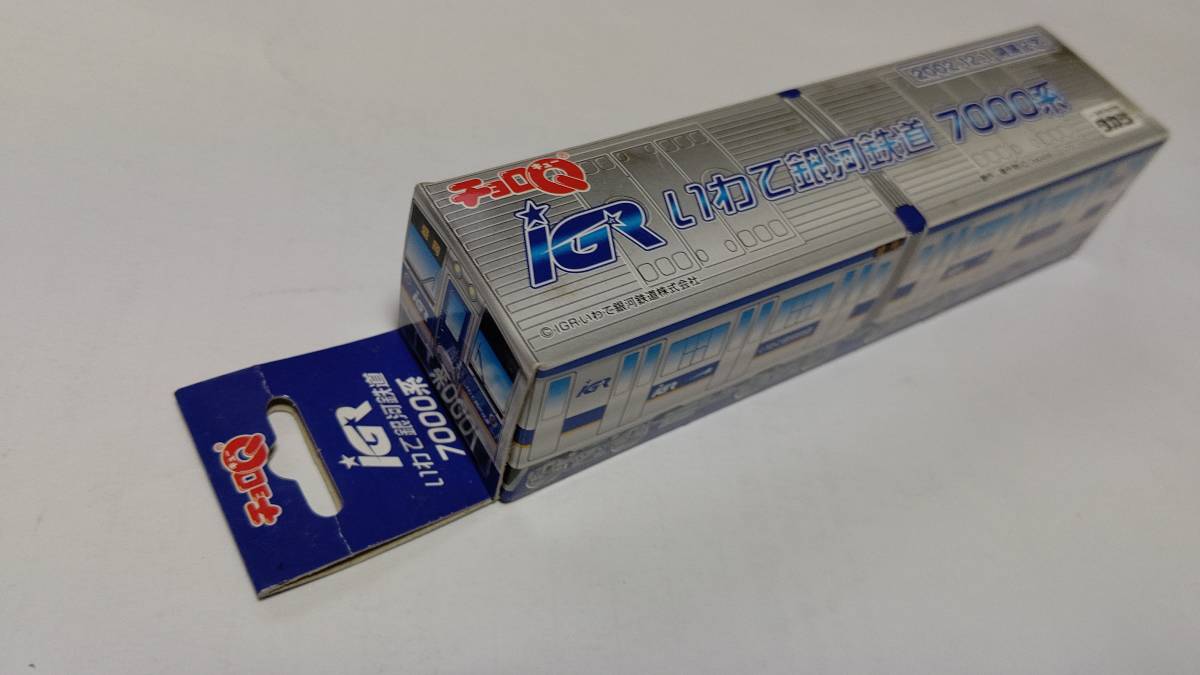 2002.12.1 開業記念
チョロQ
IGR いわて銀河鉄道 7000系
© IGRいわて銀河鉄道株式会社
IGR
IGR
チョロQ
IGR
いわて銀河鉄道
7000系